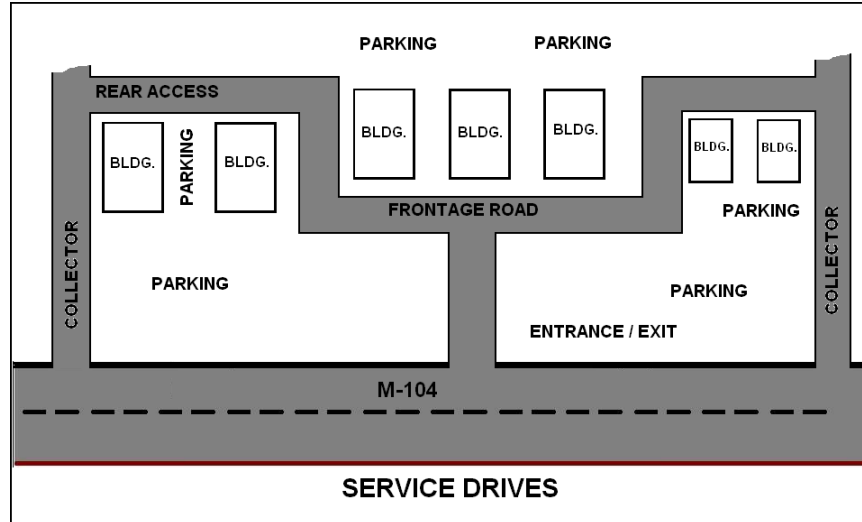 PARKING PARKING
REAR ACCESS
BLDG. BLDG. BLDG.
BLDG. PARKING BLDG.
BLDG. BLDG.
FRONTAGE ROAD
PARKING
COLLECTOR
COLLECTOR
PARKING
PARKING
ENTRANCE / EXIT
M-104
SERVICE DRIVES